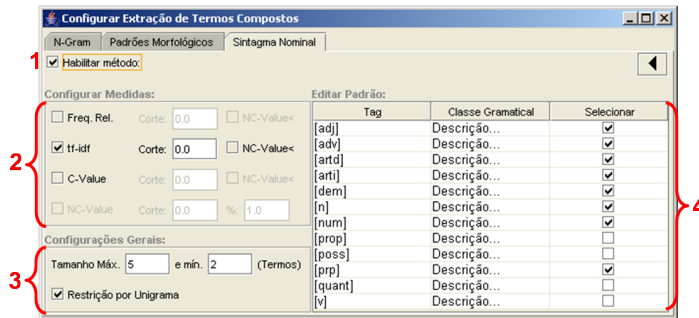 Configurar Extração de Termos Compostos
N-Gram Padrões Morfológicos Sintagma Nominal
1 Habilitar método:
Configurar Medidas:
Freq. Rel. Corte: 0.0 NC-Value<
tf-idf Corte: 0.0 NC-Value<
2
C-Value Corte: 0.0 NC-Value<
NC-Value Corte: 0.0 %: 1.0
Configurações Gerais:
Tamanho Máx. 5 e mín. 2 (Termos)
3
Restrição por Unigrama
Editar Padrão:
Tag Classe Gramatical Selecionar
[adj] Descrição...
[adv] Descrição...
[artd] Descrição...
[arti] Descrição...
[dem] Descrição...
[n] Descrição...
[num] Descrição...
[prop] Descrição...
[poss] Descrição...
[prp] Descrição...
[quant] Descrição...
[v] Descrição...
4